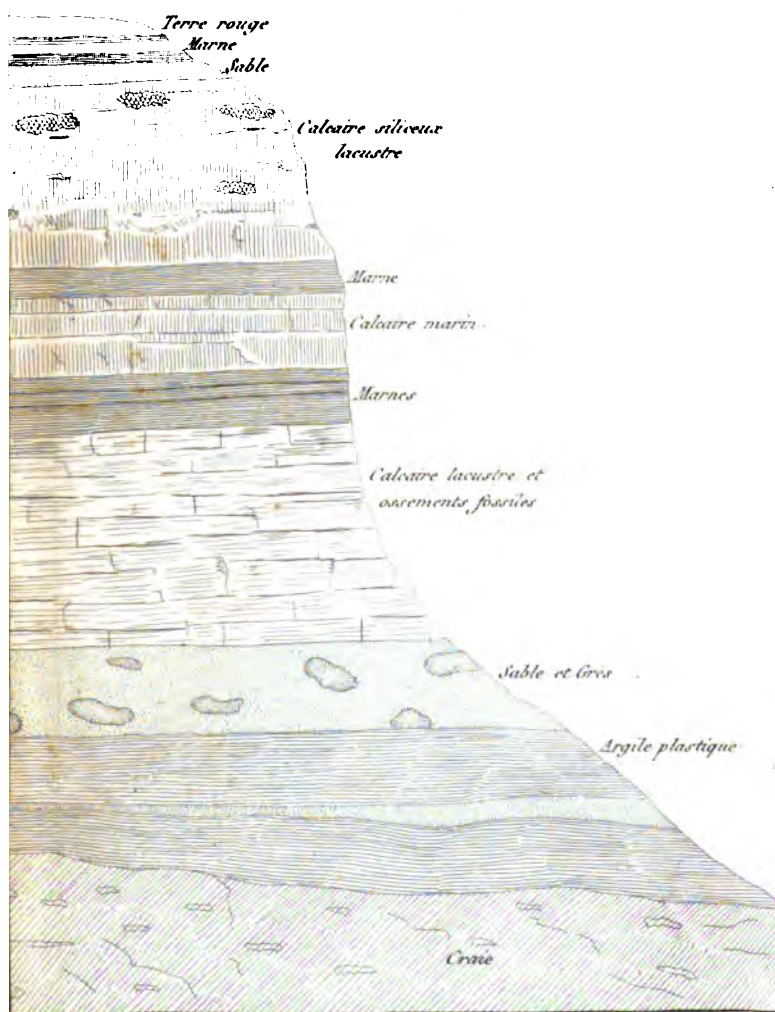 Terre rouge
Marne
Sable
Calcaire siliceux
lacustre
Marne
Calcaire marin
Marnes
Calcaire lacustre et
ossements fossiles
Sable et Grès
Argile plastique
Craie